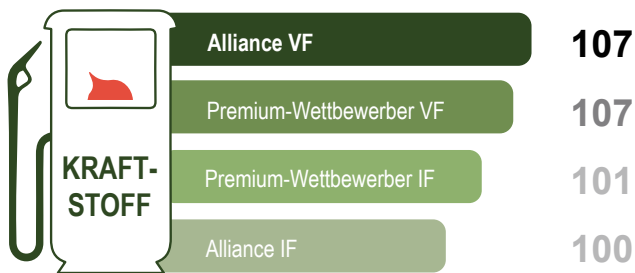 Alliance VF 107
Premium-Wettbewerber VF 107
KRAFT-
STOFF
Premium-Wettbewerber IF 101
Alliance IF 100